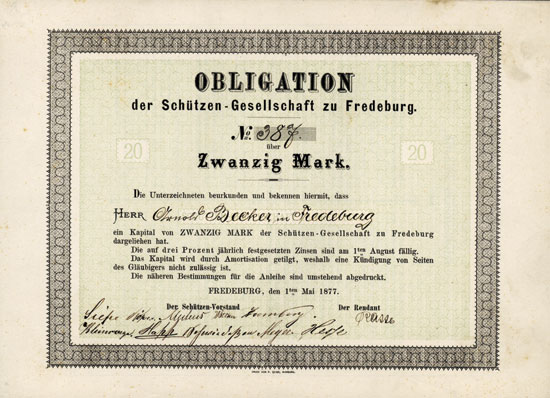 OBLIGATION
der Schützen-Gesellschaft zu Fredeburg.
No. 387.
über
20 20
Zwanzig Mark.
Die Unterzeichneten beurkunden und bekennen hiermit, dass
HERR Arnold Becker in Fredeburg
ein Kapital von ZWANZIG MARK der Schützen-Gesellschaft zu Fredeburg
dargeliehen hat.
Die auf drei Prozent jährlich festgesetzten Zinsen sind am 1ten August fällig.
Das Kapital wird durch Amortisation getilgt, weshalb eine Kündigung von Seiten
des Gläubigers nicht zulässig ist.
Die näheren Bestimmungen für die Anleihe sind umstehend abgedruckt.
FREDEBURG, den 1ten Mai 1877.
Der Schützen-Vorstand Der Rendant